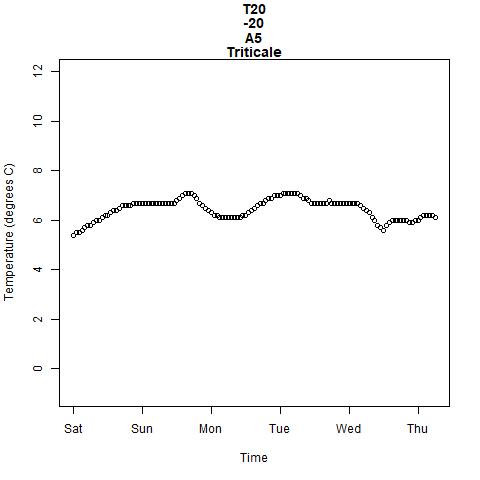 T20
-20
A5
Triticale
12
10
8
6
4
2
0
Temperature (degrees C)
Sat Sun Mon Tue Wed Thu
Time